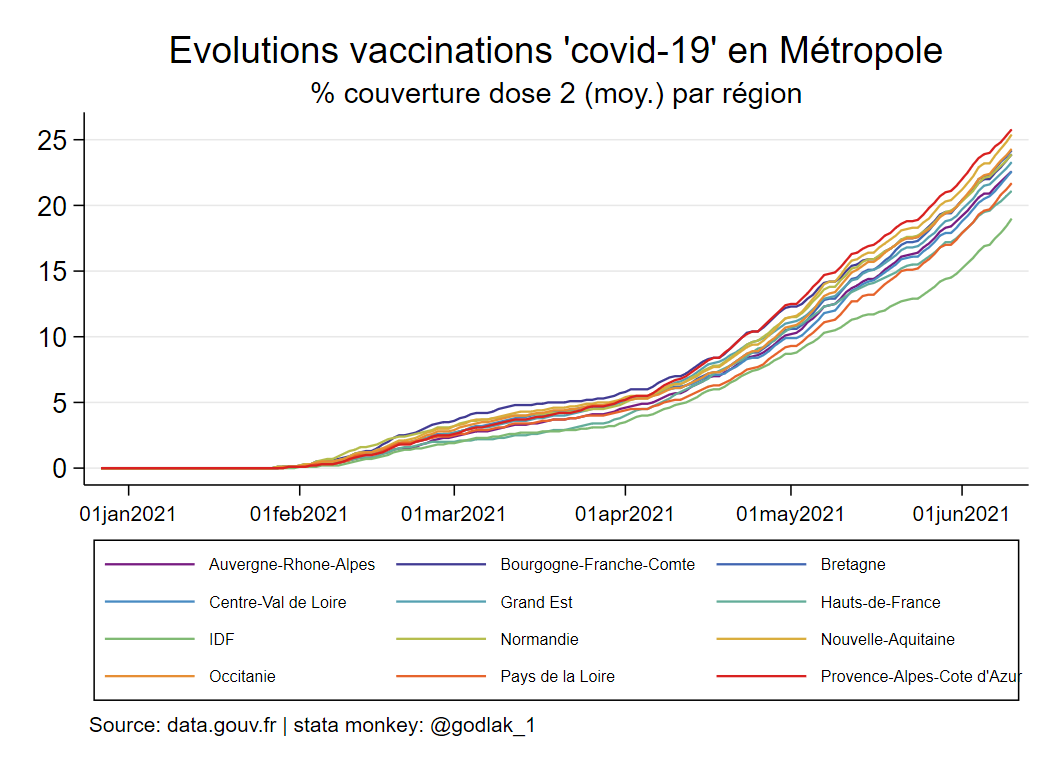 Evolutions vaccinations 'covid-19' en Métropole
% couverture dose 2 (moy.) par région
25
20
15
10
5
0
01jan2021 01feb2021 01mar2021 01apr2021 01may2021 01jun2021
Auvergne-Rhone-Alpes Bourgogne-Franche-Comte Bretagne
Centre-Val de Loire Grand Est Hauts-de-France
IDF Normandie Nouvelle-Aquitaine
Occitanie Pays de la Loire Provence-Alpes-Cote d'Azur
Source: data.gouv.fr | stata monkey: @godlak_1